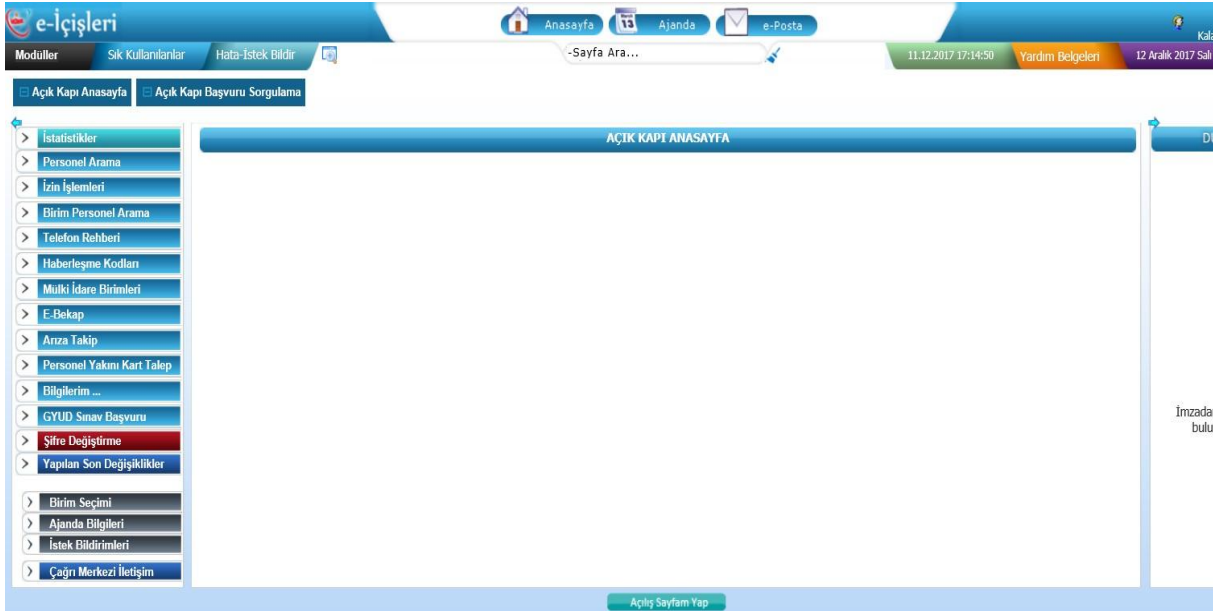 e-İçişleri
Anasayfa
13
Ajanda
e-Posta
Modüller
Sık Kullanılanlar
Hata-İstek Bildir
-Sayfa Ara...
11.12.2017 17:14:50
Yardım Belgeleri
12 Aralık 2017 Salı
Açık Kapı Anasayfa
Açık Kapı Başvuru Sorgulama
AÇIK KAPI ANASAYFA
İstatistikler
Personel Arama
İzin İşlemleri
Birim Personel Arama
Telefon Rehberi
Haberleşme Kodları
Mülki İdare Birimleri
E-Bekap
Arıza Takip
Personel Yakını Kart Talep
Bilgilerim ...
GYUD Sınav Başvuru
Şifre Değiştirme
Yapılan Son Değişiklikler
Birim Seçimi
Ajanda Bilgileri
İstek Bildirimleri
Çağrı Merkezi İletişim
İmzada
bulu
Açılış Sayfam Yap